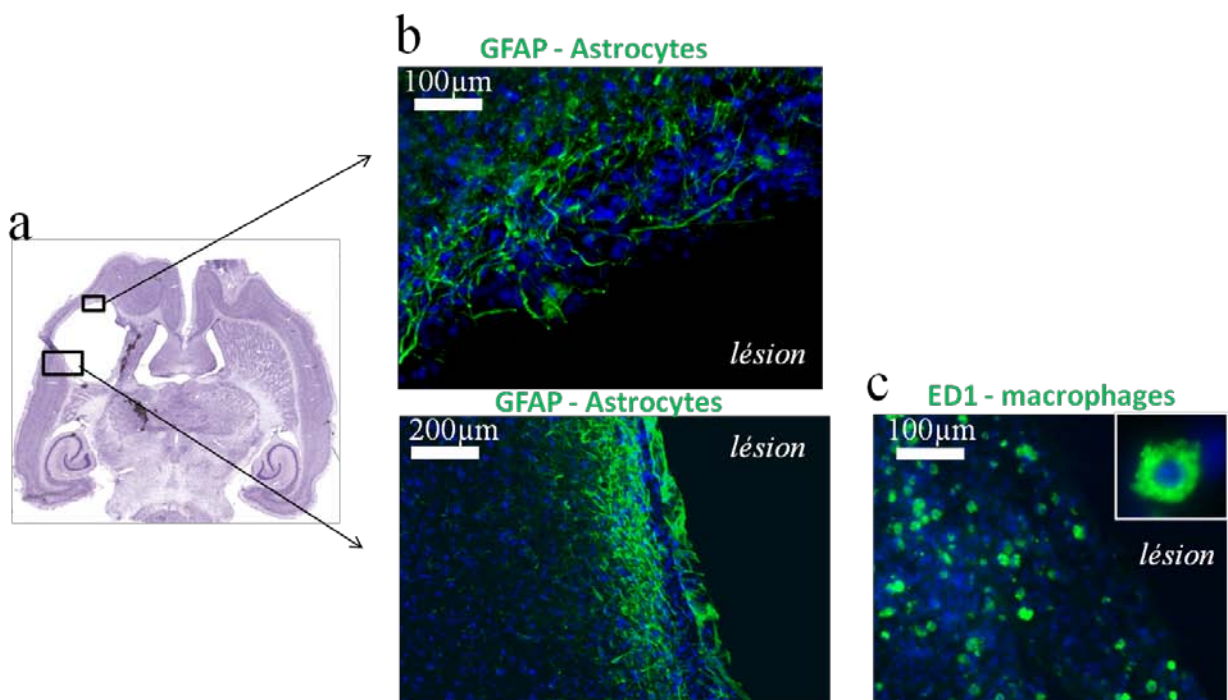 a
b
GFAP - Astrocytes
100µm
lésion
GFAP - Astrocytes
200µm
lésion
c
ED1 - macrophages
100µm
lésion